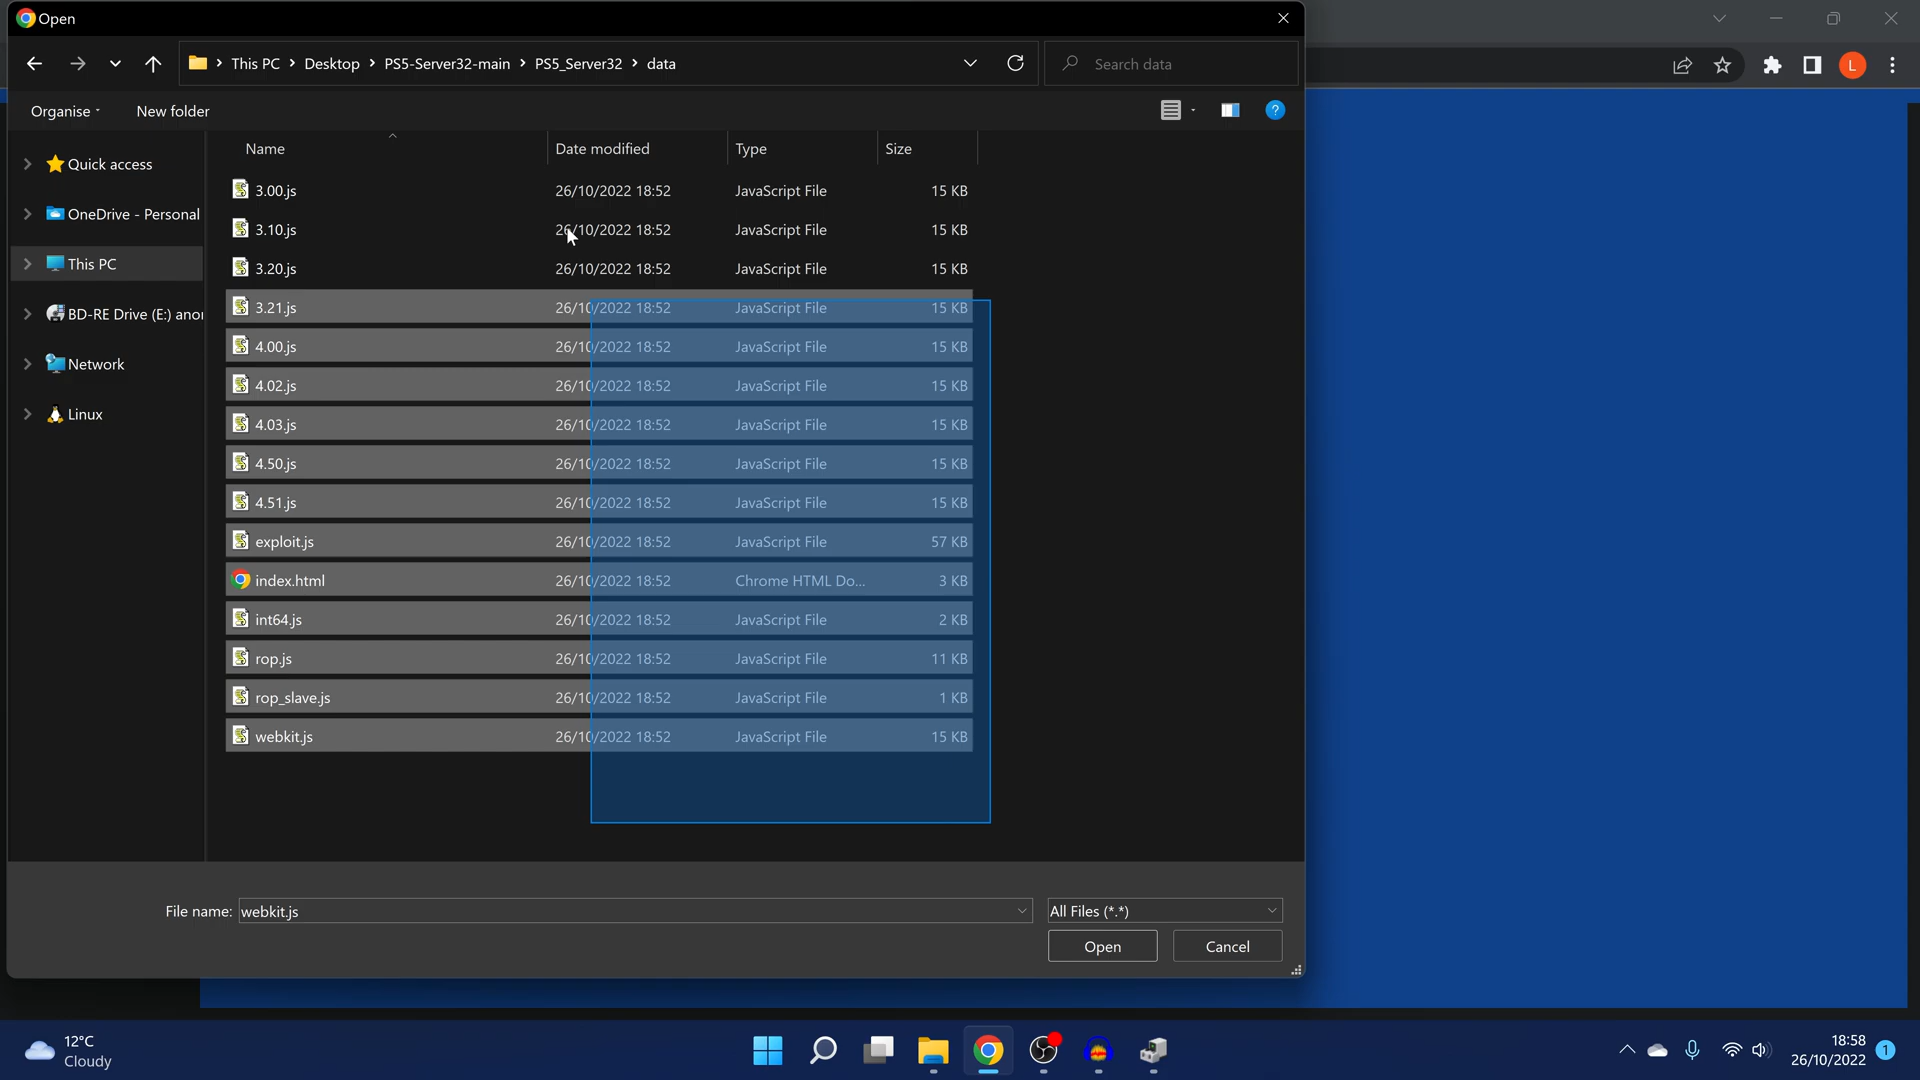 Open
This PC
Desktop
PS5-Server32-main
PS5_Server32
data
Search data
L
Organise
New folder
?
Name Date modified Type Size
3.00.js 26/10/2022 18:52 JavaScript File 15 KB
3.10.js 26/10/2022 18:52 JavaScript File 15 KB
3.20.js 26/10/2022 18:52 JavaScript File 15 KB
3.21.js 26/10/2022 18:52 JavaScript File 15 KB
4.00.js 26/10/2022 18:52 JavaScript File 15 KB
4.02.js 26/10/2022 18:52 JavaScript File 15 KB
4.03.js 26/10/2022 18:52 JavaScript File 15 KB
4.50.js 26/10/2022 18:52 JavaScript File 15 KB
4.51.js 26/10/2022 18:52 JavaScript File 15 KB
exploit.js 26/10/2022 18:52 JavaScript File 57 KB
index.html 26/10/2022 18:52 Chrome HTML Do... 3 KB
int64.js 26/10/2022 18:52 JavaScript File 2 KB
rop.js 26/10/2022 18:52 JavaScript File 11 KB
rop_slave.js 26/10/2022 18:52 JavaScript File 1 KB
webkit.js 26/10/2022 18:52 JavaScript File 15 KB
Quick access
OneDrive - Personal
This PC
BD-RE Drive (E:) anor
Network
Linux
File name: webkit.js
All Files (*.*)
Open
Cancel
12°C
Cloudy
18:58
26/10/2022
1